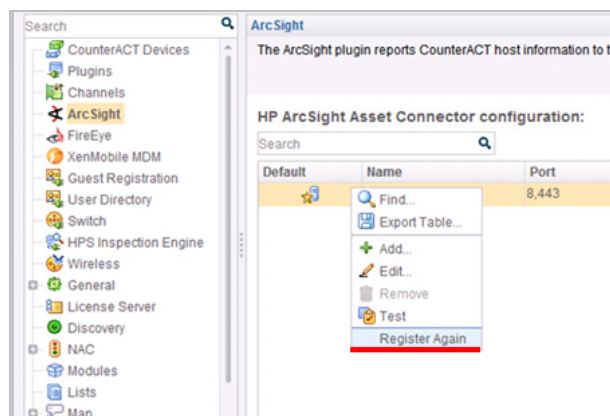 Search
CounterACT Devices
Plugins
Channels
ArcSight
FireEye
XenMobile MDM
Guest Registration
User Directory
Switch
HPS Inspection Engine
Wireless
General
License Server
Discovery
NAC
Modules
Lists
Map
ArcSight
The ArcSight plugin reports CounterACT host information to t
HP ArcSight Asset Connector configuration:
Search
Default Name Port
8,443
Find...
Export Table...
Add...
Edit...
Remove
Test
Register Again